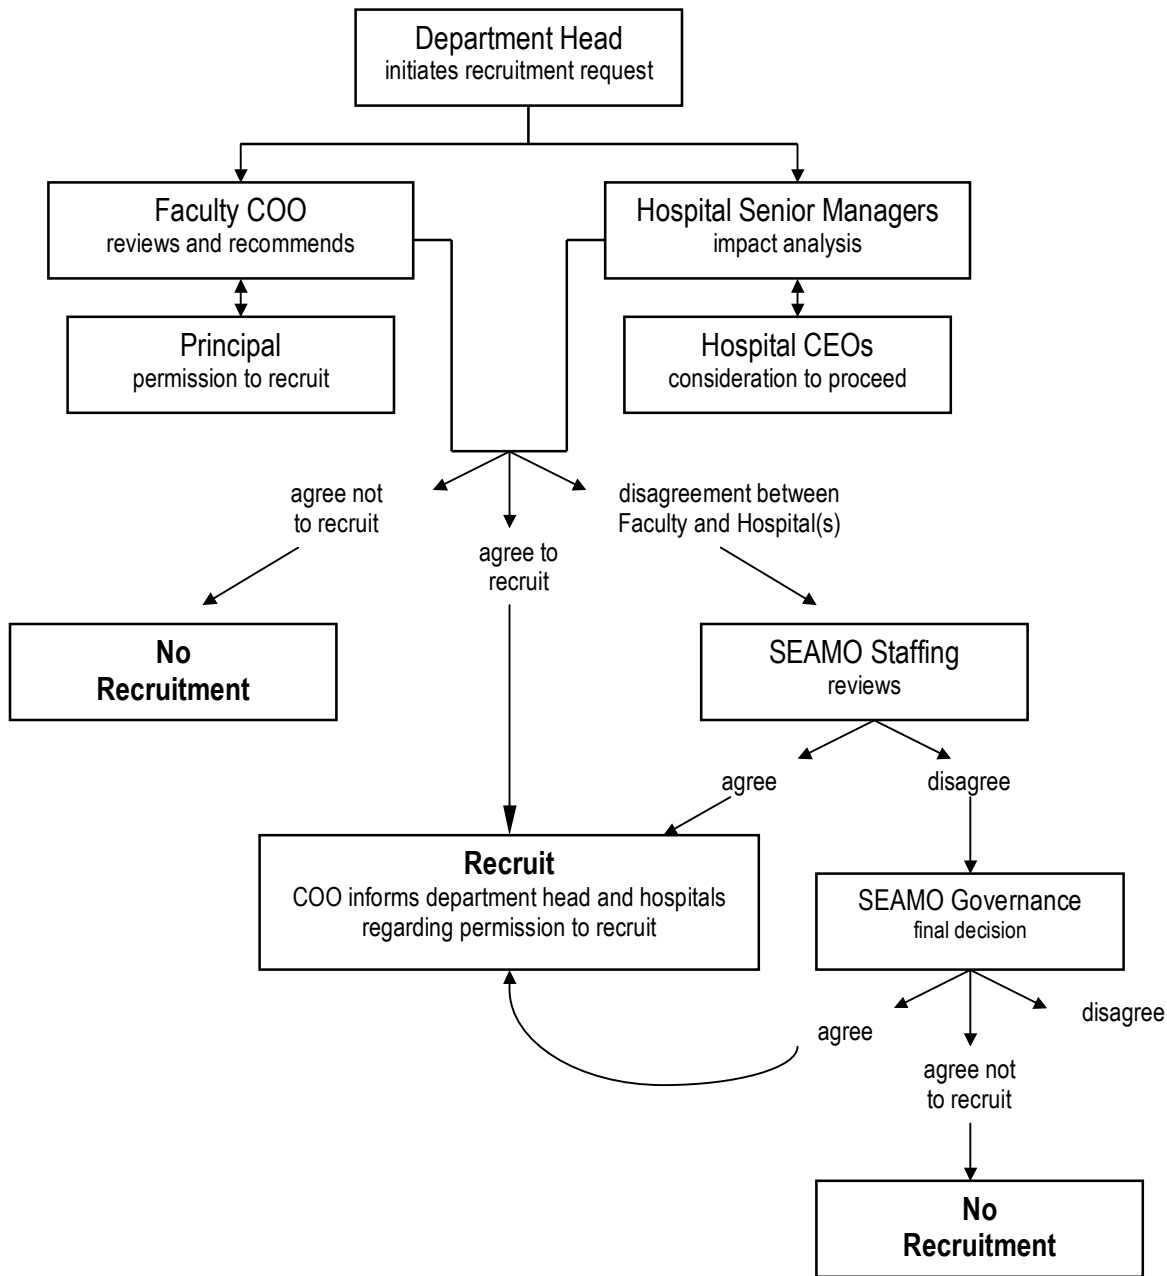 Department Head
initiates recruitment request
Faculty COO
reviews and recommends
Hospital Senior Managers
impact analysis
Principal
permission to recruit
Hospital CEOs
consideration to proceed
agree not
to recruit
agree to
recruit
disagreement between
Faculty and Hospital(s)
No
Recruitment
SEAMO Staffing
reviews
agree
disagree
Recruit
COO informs department head and hospitals
regarding permission to recruit
SEAMO Governance
final decision
agree
disagree
agree not
to recruit
No
Recruitment